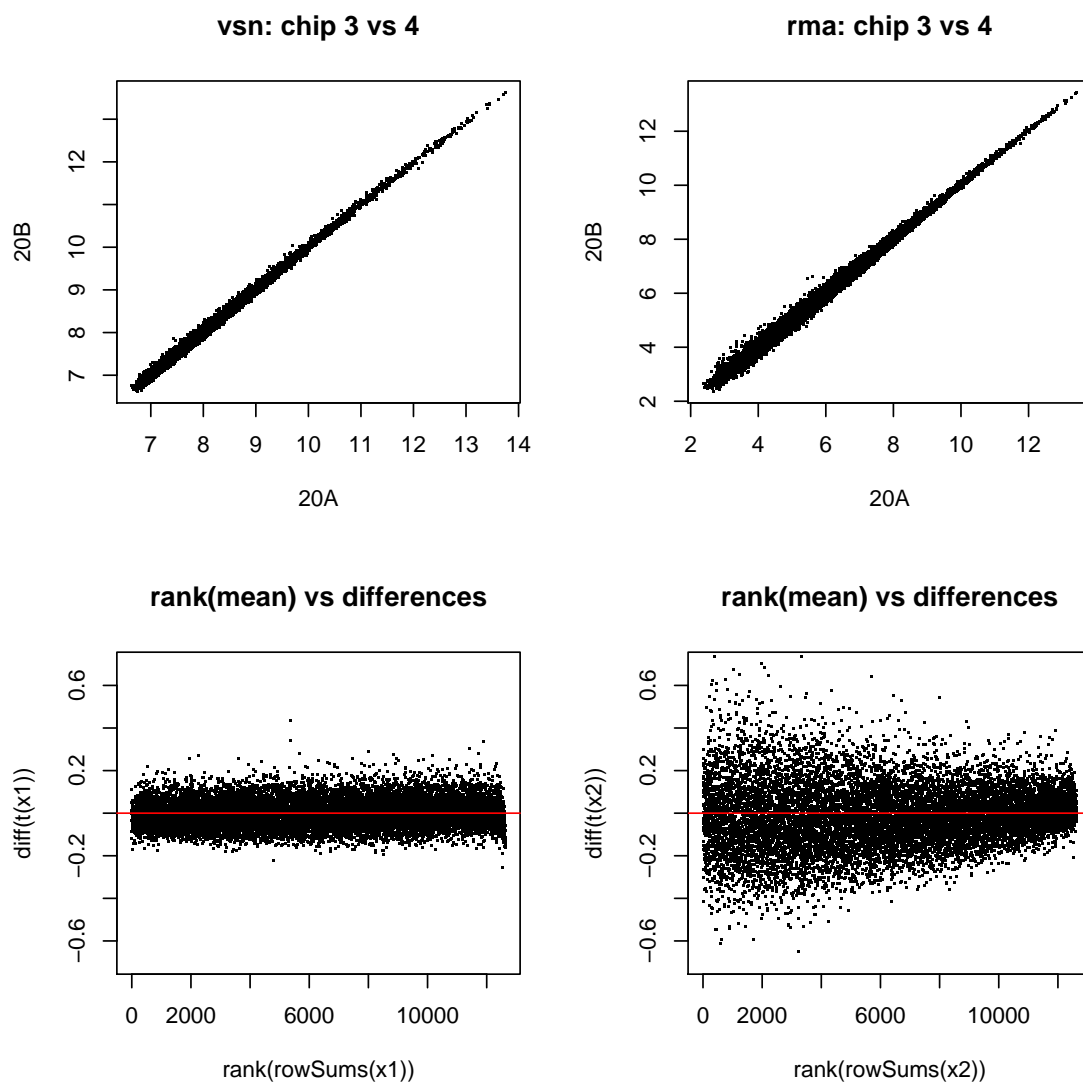 vsn: chip 3 vs 4
20B
7 8 9 10 12
7 8 9 10 11 12 13 14
20A
rma: chip 3 vs 4
20B
2 4 6 8 10 12
2 4 6 8 10 12
20A
rank(mean) vs differences
diff(t(x1))
−0.6 −0.2 0.2 0.6
0 2000 6000 10000
rank(rowSums(x1))
rank(mean) vs differences
diff(t(x2))
−0.6 −0.2 0.2 0.6
0 2000 6000 10000
rank(rowSums(x2))